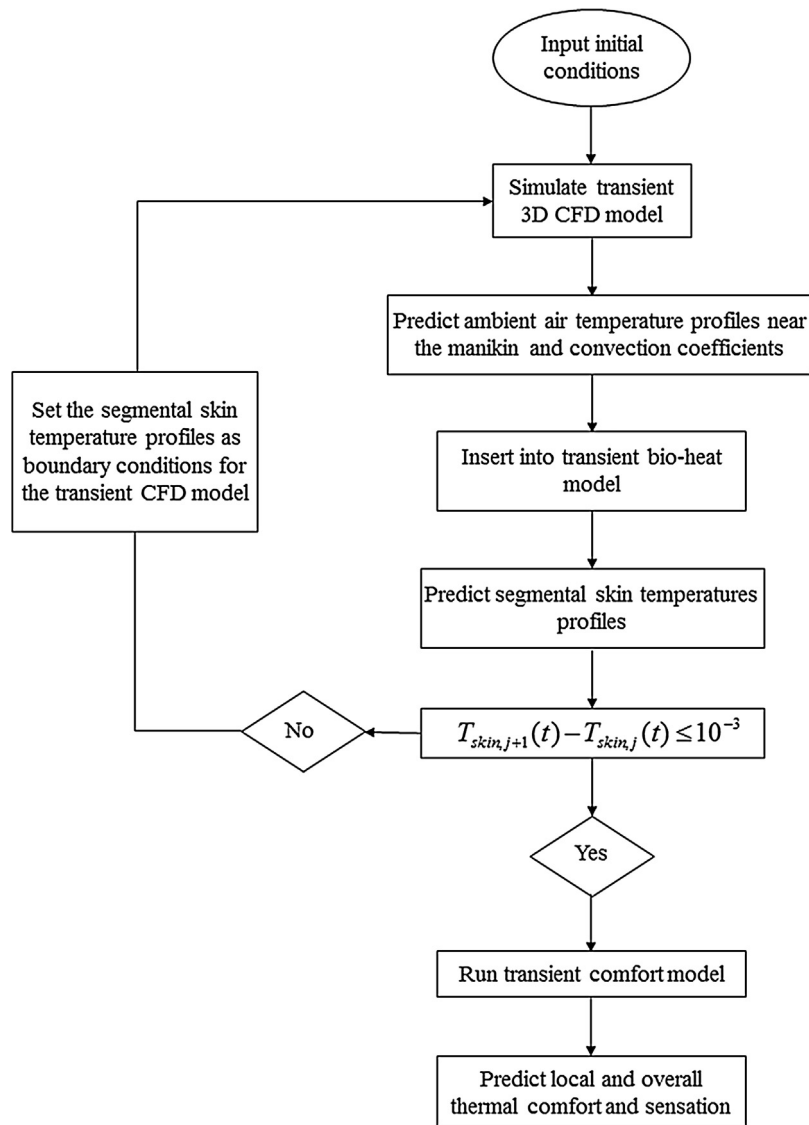 Input initial
conditions
Simulate transient
3D CFD model
Predict ambient air temperature profiles near
the manikin and convection coefficients
Set the segmental skin
temperature profiles as
boundary conditions for
the transient CFD model
Insert into transient bio-heat
model
Predict segmental skin temperatures
profiles
No
T_{skin,j+1}(t) − T_{skin,j}(t) ≤ 10^{−3}
Yes
Run transient comfort model
Predict local and overall
thermal comfort and sensation